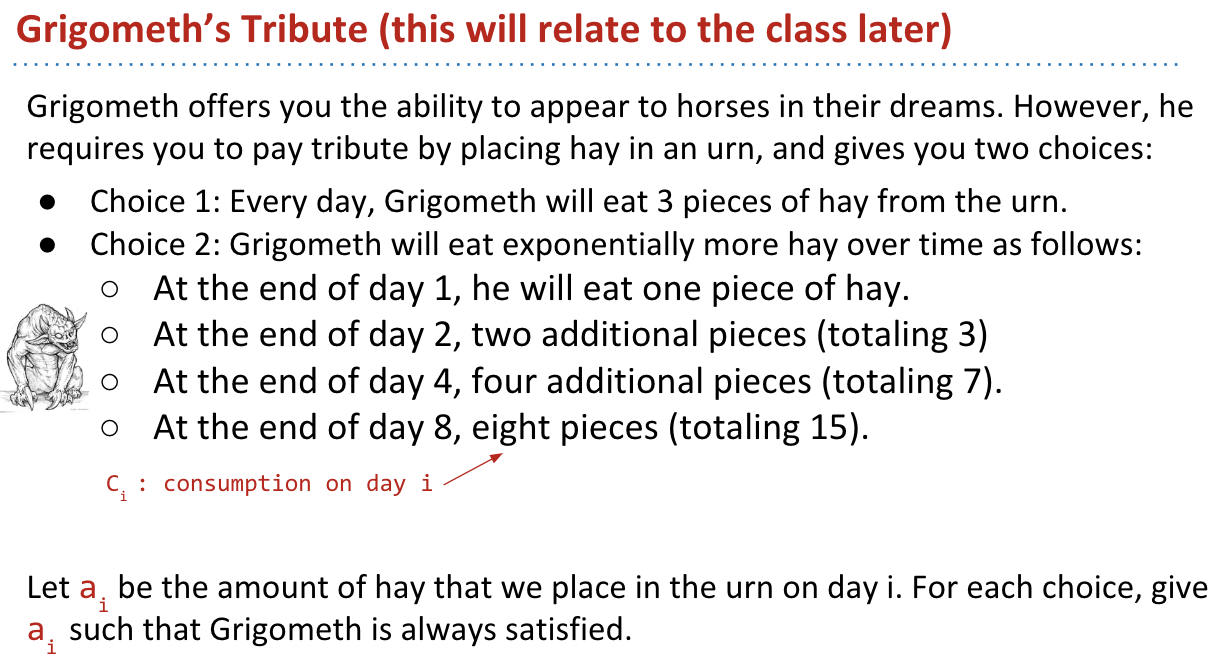 Grigometh’s Tribute (this will relate to the class later)
Grigometh offers you the ability to appear to horses in their dreams. However, he
requires you to pay tribute by placing hay in an urn, and gives you two choices:
● Choice 1: Every day, Grigometh will eat 3 pieces of hay from the urn.
● Choice 2: Grigometh will eat exponentially more hay over time as follows:
○ At the end of day 1, he will eat one piece of hay.
○ At the end of day 2, two additional pieces (totaling 3)
○ At the end of day 4, four additional pieces (totaling 7).
○ At the end of day 8, eight pieces (totaling 15).
Cᵢ : consumption on day i
Let aᵢ be the amount of hay that we place in the urn on day i. For each choice, give
aᵢ such that Grigometh is always satisfied.